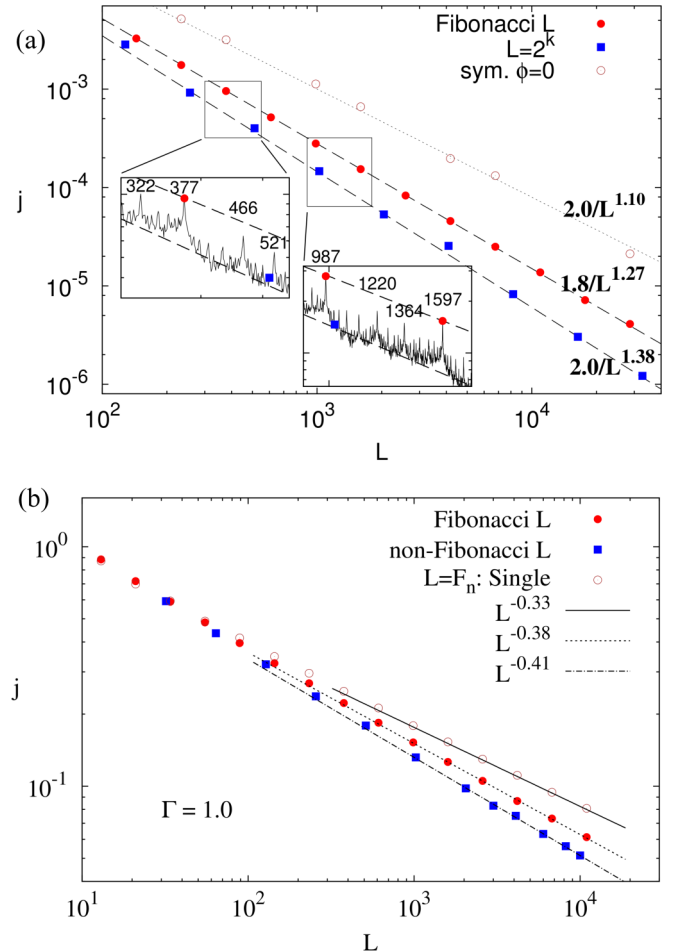 (a)
Fibonacci L
L=2^k
sym. ϕ=0
10^-3
10^-4
10^-5
10^-6
j
322 377
466
521
987
1220
1364
1597
2.0/L^1.10
1.8/L^1.27
2.0/L^1.38
10^2
10^3
10^4
L
(b)
Fibonacci L
non-Fibonacci L
L=F_n: Single
L^-0.33
L^-0.38
L^-0.41
10^0
10^-1
j
Γ = 1.0
10^1
10^2
10^3
10^4
L